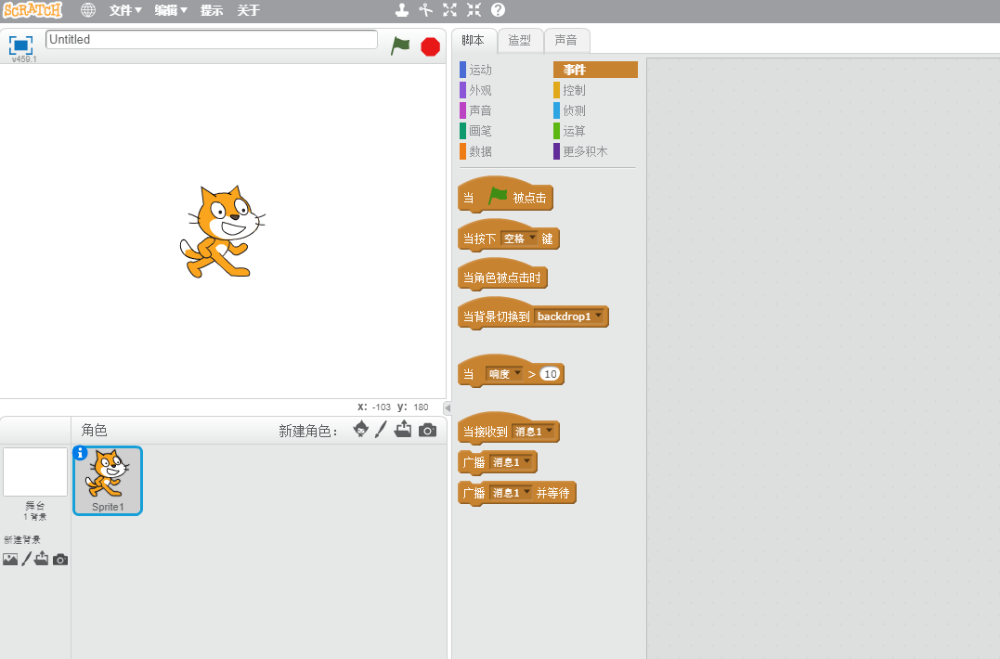 SCRATCH 文件 编辑 提示 关于
Untitled
v459.1
x: -103 y: 180
角色 新建角色：
Sprite1
舞台
1 背景
新建背景
脚本 造型 声音
运动 事件
外观 控制
声音 侦测
画笔 运算
数据 更多积木
当 被点击
当按下 空格 键
当角色被点击时
当背景切换到 backdrop1
当 响度 > 10
当接收到 消息1
广播 消息1
广播 消息1 并等待